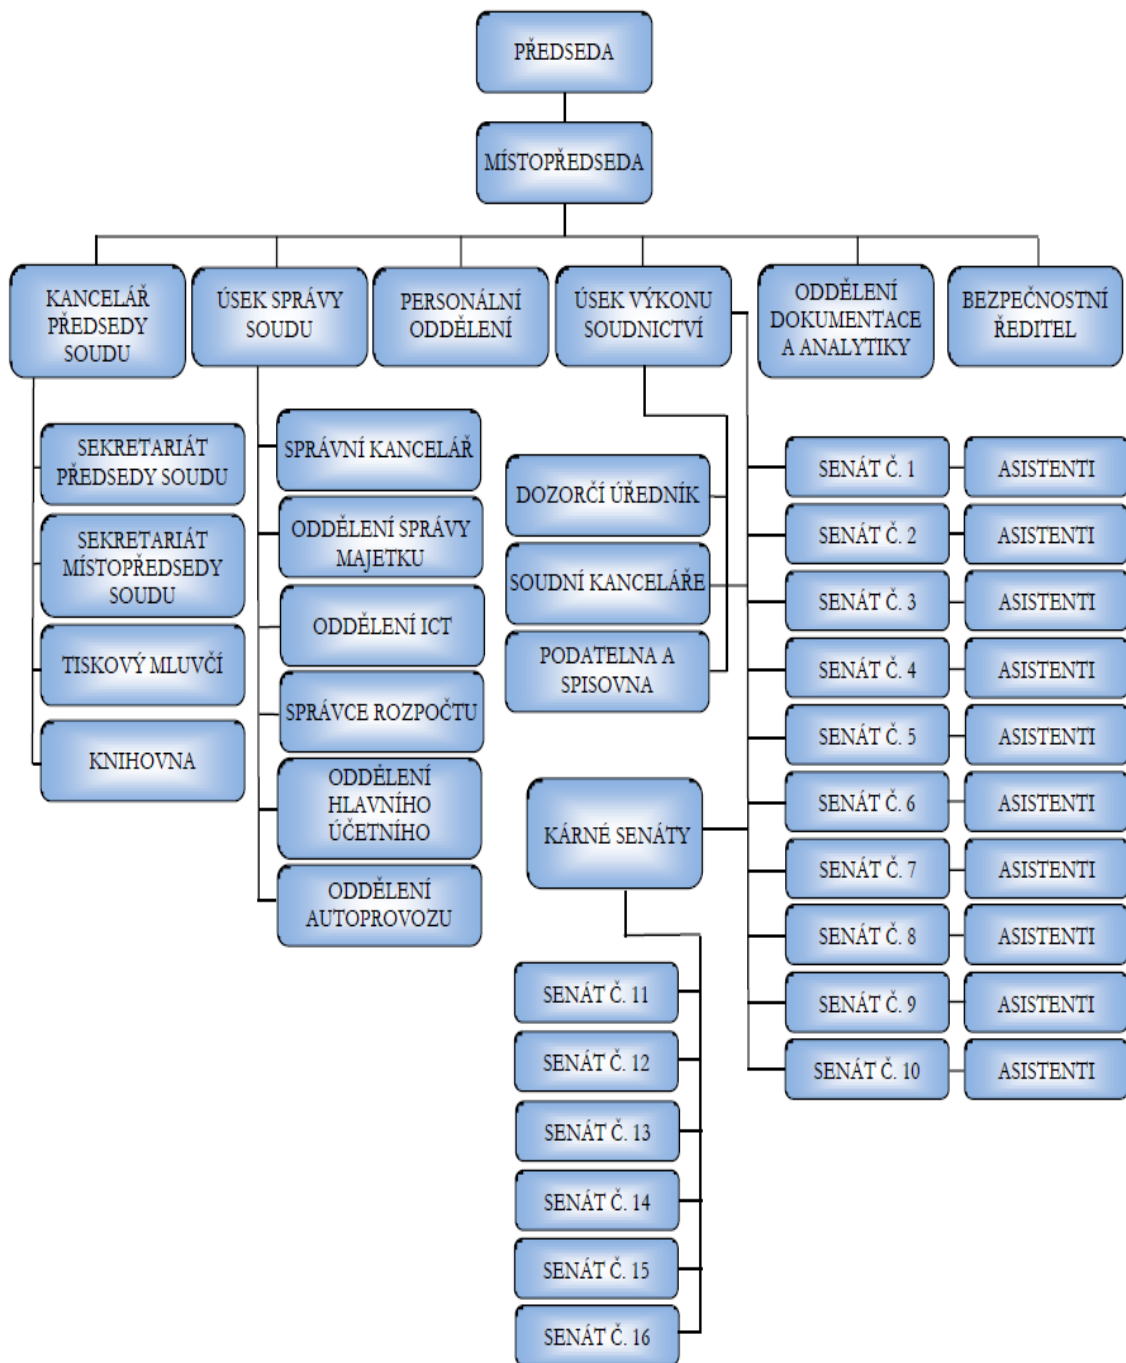 PŘEDSEDA
MÍSTOPŘEDSEDA
KANCELÁŘ
PŘEDSEDY
SOUDU
ÚSEK SPRÁVY
SOUDU
PERSONÁLNÍ
ODDĚLENÍ
ÚSEK VÝKONU
SOUDNICTVÍ
ODDĚLENÍ
DOKUMENTACE
A ANALYTIKY
BEZPEČNOSTNÍ
ŘEDITEL
SEKRETARIÁT
PŘEDSEDY SOUDU
SEKRETARIÁT
MÍSTOPŘEDSEDY
SOUDU
TISKOVÝ MLUVČÍ
KNIHOVNA
SPRÁVNÍ KANCELÁŘ
ODDĚLENÍ SPRÁVY
MAJETKU
ODDĚLENÍ ICT
SPRÁVCE ROZPOČTU
ODDĚLENÍ
HLAVNÍHO
ÚČETNÍHO
ODDĚLENÍ
AUTOPROVOZU
DOZORČÍ ÚŘEDNÍK
SOUDNÍ KANCELÁŘE
PODATELNA A
SPISOVNA
KÁRNÉ SENÁTY
SENÁT Č. 11
SENÁT Č. 12
SENÁT Č. 13
SENÁT Č. 14
SENÁT Č. 15
SENÁT Č. 16
SENÁT Č. 1 ASISTENTI
SENÁT Č. 2 ASISTENTI
SENÁT Č. 3 ASISTENTI
SENÁT Č. 4 ASISTENTI
SENÁT Č. 5 ASISTENTI
SENÁT Č. 6 ASISTENTI
SENÁT Č. 7 ASISTENTI
SENÁT Č. 8 ASISTENTI
SENÁT Č. 9 ASISTENTI
SENÁT Č. 10 ASISTENTI